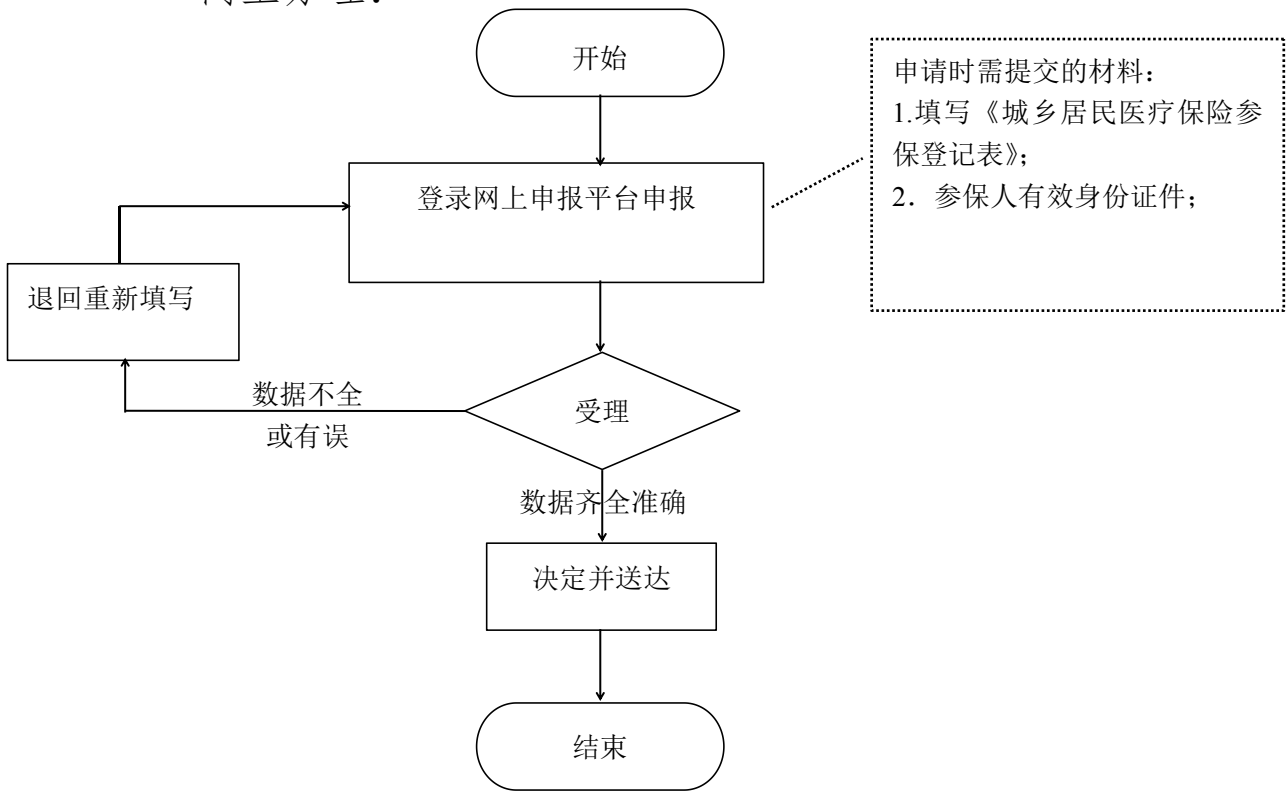 开始
申请时需提交的材料：
1.填写《城乡居民医疗保险参
保登记表》；
2．参保人有效身份证件；
登录网上申报平台申报
退回重新填写
数据不全
或有误
受理
数据齐全准确
决定并送达
结束